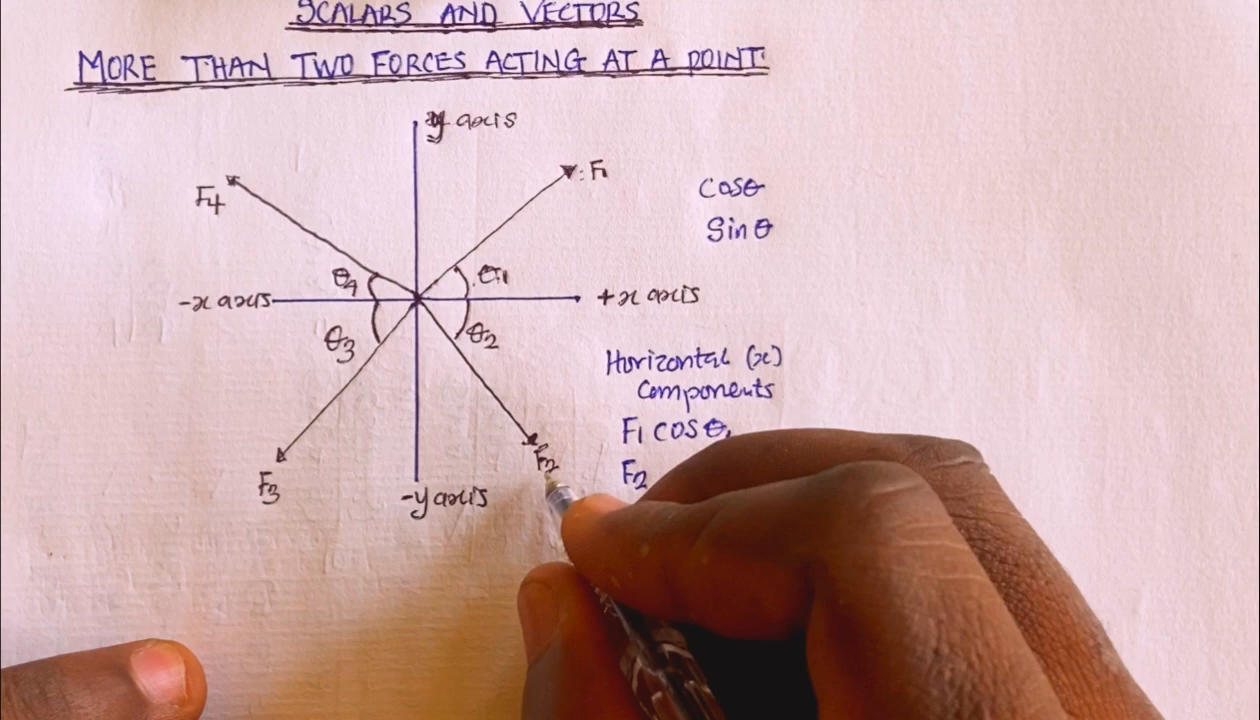 SCALARS AND VECTORS
MORE THAN TWO FORCES ACTING AT A POINT.
y axis
F4
F1
Cosθ
Sinθ
θ4
θ1
-x axis
+x axis
θ3
θ2
Horizontal (x)
Components
F1 cosθ1
F2
F2
F3
-y axis